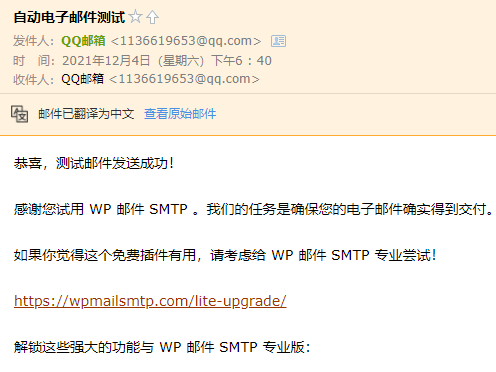 自动电子邮件测试
发件人：QQ邮箱 <1136619653@qq.com>
时　间：2021年12月4日（星期六）下午6：40
收件人：QQ邮箱 <1136619653@qq.com>
邮件已翻译为中文 查看原始邮件
恭喜，测试邮件发送成功！
感谢您试用 WP 邮件 SMTP 。我们的任务是确保您的电子邮件确实得到交付。
如果你觉得这个免费插件有用，请考虑给 WP 邮件 SMTP 专业尝试！
https://wpmailsmtp.com/lite-upgrade/
解锁这些强大的功能与 WP 邮件 SMTP 专业版：